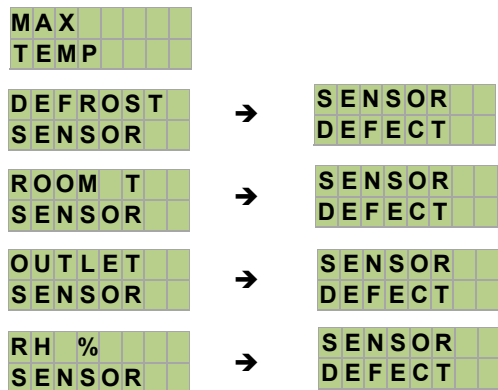 MAX
TEMP
DEFROST ➔ SENSOR
SENSOR DEFECT
ROOM T ➔ SENSOR
SENSOR DEFECT
OUTLET ➔ SENSOR
SENSOR DEFECT
RH % ➔ SENSOR
SENSOR DEFECT